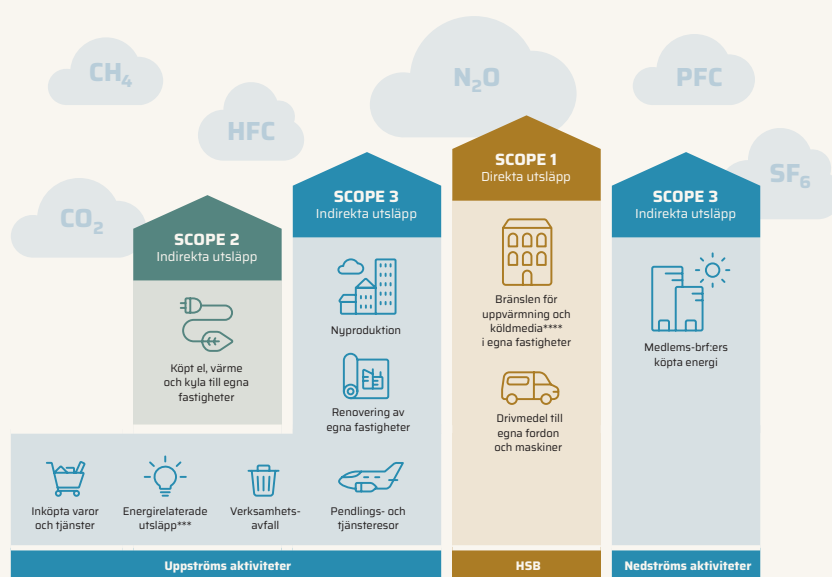 CH₄
HFC
N₂O
PFC
SF₆
CO₂
SCOPE 2
Indirekta utsläpp
Köpt el, värme
och kyla till egna
fastigheter
SCOPE 3
Indirekta utsläpp
Nyproduktion
Renovering av
egna fastigheter
Inköpta varor
och tjänster
Energirelaterade
utsläpp***
Verksamhets-
avfall
Pendlings- och
tjänsteresor
Uppströms aktiviteter
SCOPE 1
Direkta utsläpp
Bränslen för
uppvärmning och
köldmedia****
i egna fastigheter
Drivmedel till
egna fordon
och maskiner
HSB
SCOPE 3
Indirekta utsläpp
Medlems-brf:ers
köpta energi
Nedströms aktiviteter